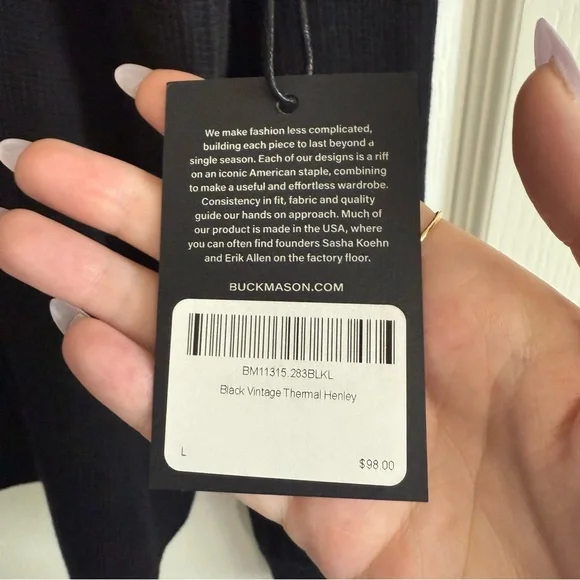 We make fashion less complicated,
building each piece to last beyond a
single season. Each of our designs is a riff
on an iconic American staple, combining
to make a useful and effortless wardrobe.
Consistency in fit, fabric and quality
guide our hands on approach. Much of
our product is made in the USA, where
you can often find founders Sasha Koehn
and Erik Allen on the factory floor.
BUCKMASON.COM
BM11315.283BLKL
Black Vintage Thermal Henley
L
$98.00